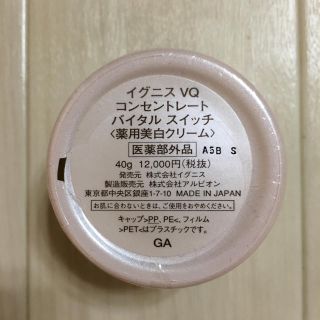 イグニス VQ
コンセントレート
バイタル スイッチ
〈薬用美白クリーム〉
医薬部外品 A5B S
40g 12,000円(税抜)
発売元 株式会社イグニス
製造販売元 株式会社アルビオン
東京都中央区銀座1-7-10 MADE IN JAPAN
お肌に合わないときは、ご使用をおやめください。
キャップ>PP, PE<、フィルム
>PET<はプラスチックです。
GA